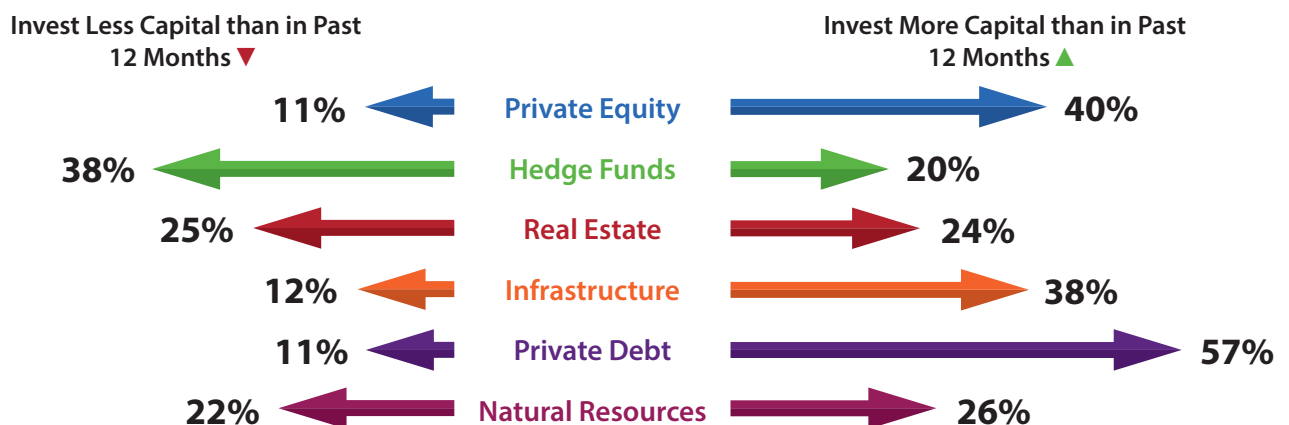 Invest Less Capital than in Past
12 Months
Invest More Capital than in Past
12 Months
11% Private Equity 40%
38% Hedge Funds 20%
25% Real Estate 24%
12% Infrastructure 38%
11% Private Debt 57%
22% Natural Resources 26%